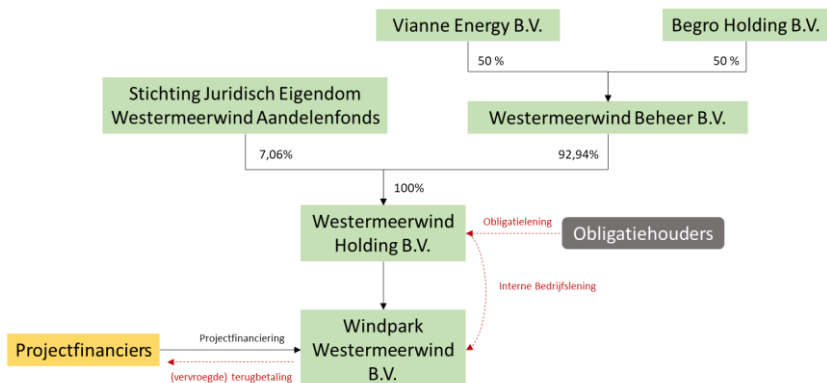 Vianne Energy B.V.
Begro Holding B.V.
50 %
50 %
Stichting Juridisch Eigendom
Westermeerwind Aandelenfonds
Westermeerwind Beheer B.V.
7,06%
92,94%
100%
Westermeerwind
Holding B.V.
Obligatielening
Obligatiehouders
Interne Bedrijfslening
Projectfinanciers
Projectfinanciering
(vervroegde) terugbetaling
Windpark
Westermeerwind
B.V.